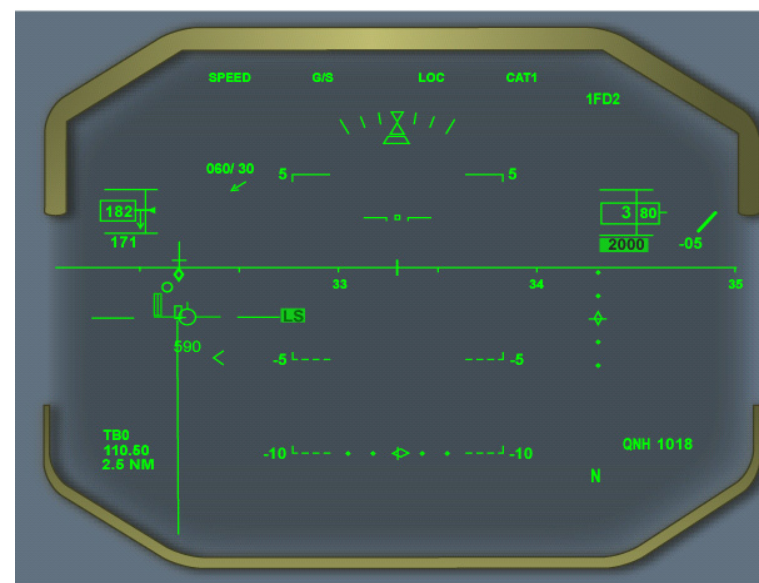 SPEED G/S LOC CAT1
1FD2
060/ 30
5 5
182
3 80
171
2000 -05
33 34 35
LS
590
-5 -5
TB0
110.50
2.5 NM
QNH 1018
-10 -10
N